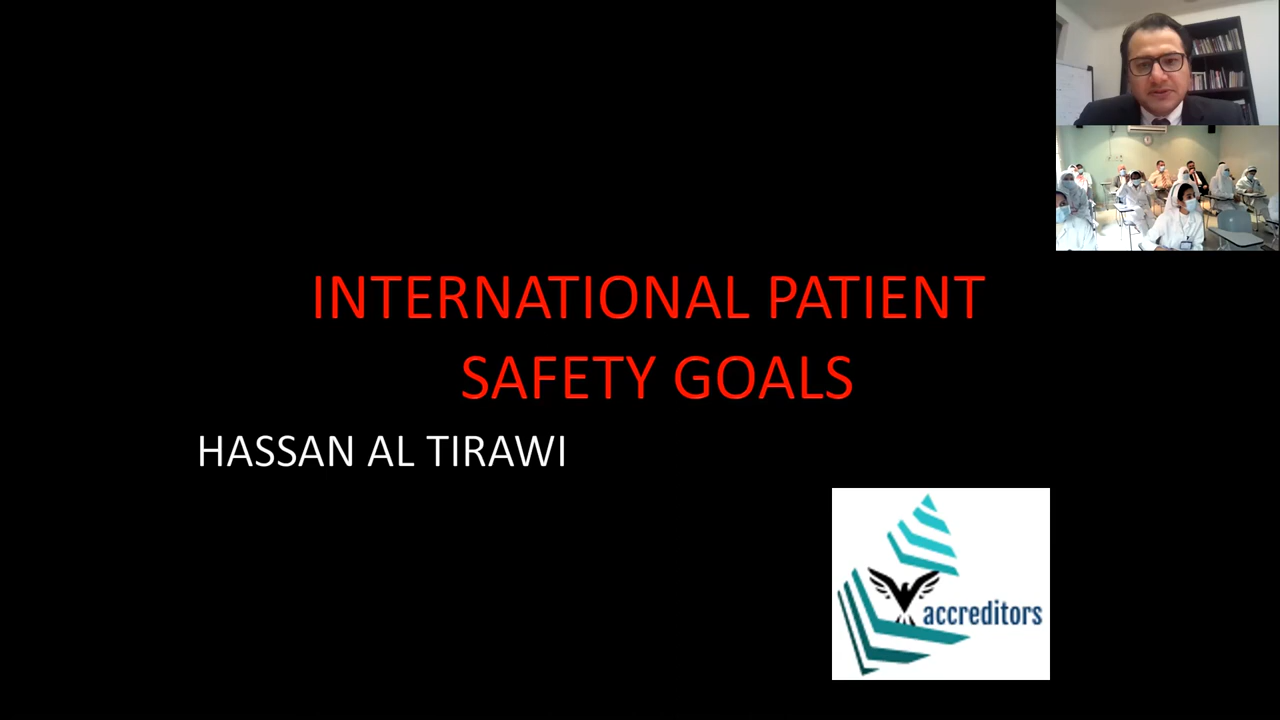 INTERNATIONAL PATIENT
SAFETY GOALS
HASSAN AL TIRAWI
accreditors